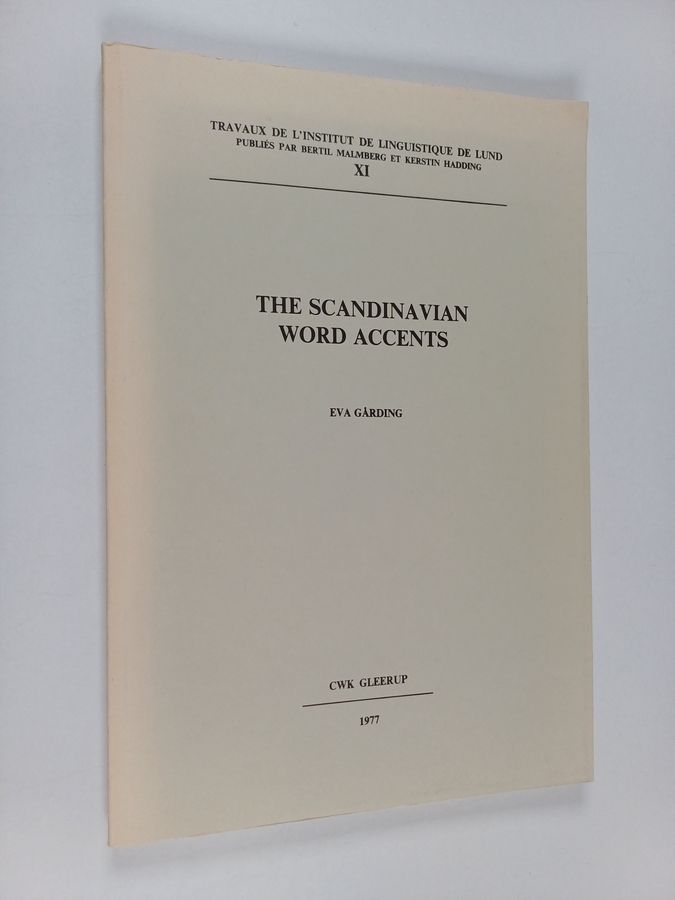 TRAVAUX DE L'INSTITUT DE LINGUISTIQUE DE LUND
PUBLIÉS PAR BERTIL MALMBERG ET KERSTIN HADDING
XI
THE SCANDINAVIAN
WORD ACCENTS
EVA GÅRDING
CWK GLEERUP
1977